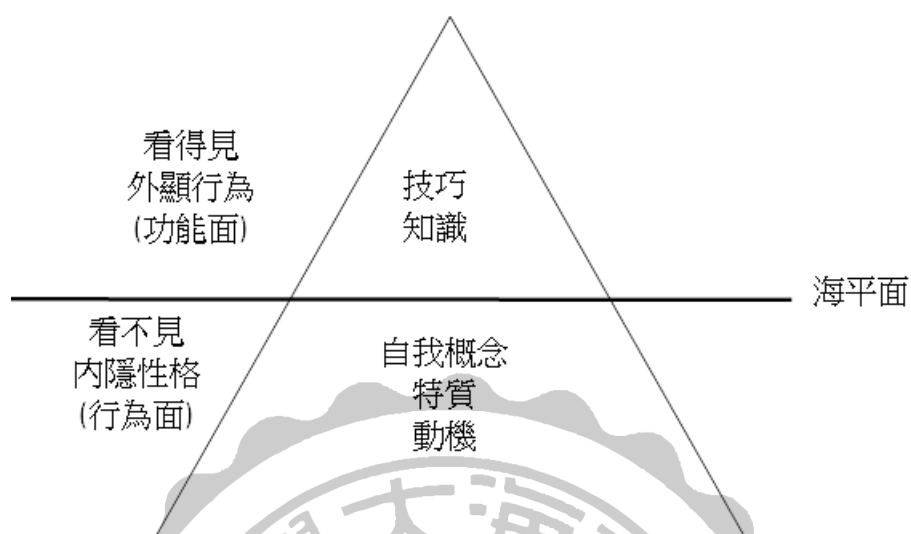 看得見
外顯行為
(功能面)
技巧
知識
海平面
看不見
內隱性格
(行為面)
自我概念
特質
動機